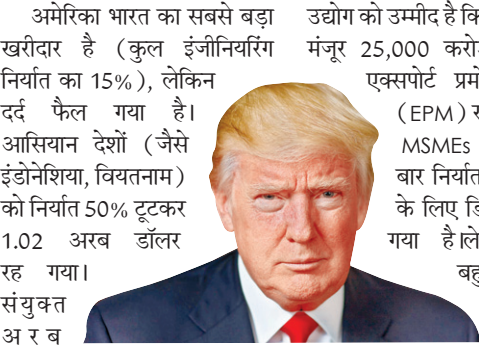 अमेरिका भारत का सबसे बड़ा
खरीदार है (कुल इंजीनियरिंग
निर्यात का 15%), लेकिन
दर्द फैल गया है।
आसियान देशों (जैसे
इंडोनेशिया, वियतनाम)
को निर्यात 50% टूटकर
1.02 अरब डॉलर
रह गया।
संयुक्त
अरब
उद्योग को उम्मीद है कि
मंजूर 25,000 करो
एक्सपोर्ट प्रमो
(EPM)
MSMEs
बार निर्यात
के लिए डि
गया है।ले
बहु